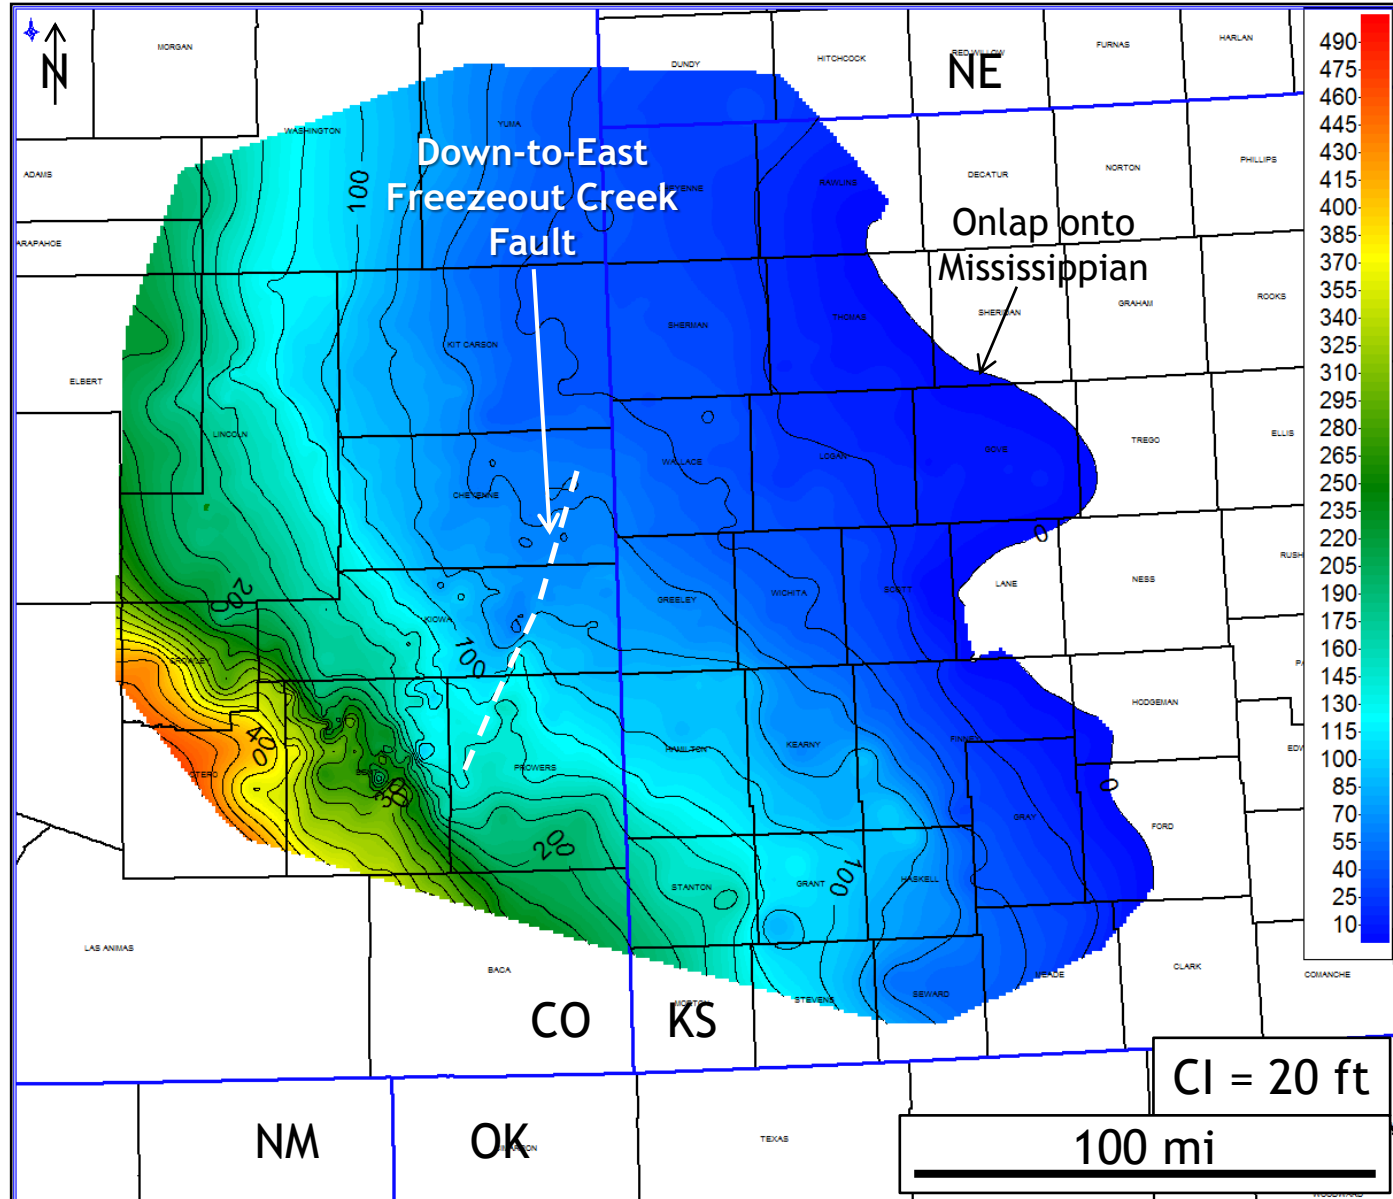 N
MORGAN
DUNDY
HITCHCOCK
RED WILLOW
FURNAS
HARLAN
NE
WASHINGTON
YUMA
ADAMS
ARAPAHOE
100
Down-to-East
Freezeout Creek
Fault
RAWLINS
DECATUR
NORTON
PHILLIPS
Onlap onto
Mississippian
SHERMAN
THOMAS
SHERIDAN
GRAHAM
ROOKS
KIT CARSON
ELBERT
LINCOLN
CHEYENNE
WALLACE
LOGAN
GOVE
TREGO
ELLIS
0
200
KIOWA
100
GREELEY
WICHITA
SCOTT
LANE
NESS
RUSH
CROWLEY
HODGEMAN
400
OTERO
BENT
300
PROWERS
HAMILTON
KEARNY
FINNEY
0
200
STANTON
GRANT
100
HASKELL
GRAY
FORD
LAS ANIMAS
BACA
MORTON
STEVENS
SEWARD
MEADE
CLARK
COMANCHE
CO
KS
NM
OK
TEXAS
CI = 20 ft
100 mi
490
475
460
445
430
415
400
385
370
355
340
325
310
295
280
265
250
235
220
205
190
175
160
145
130
115
100
85
70
55
40
25
10